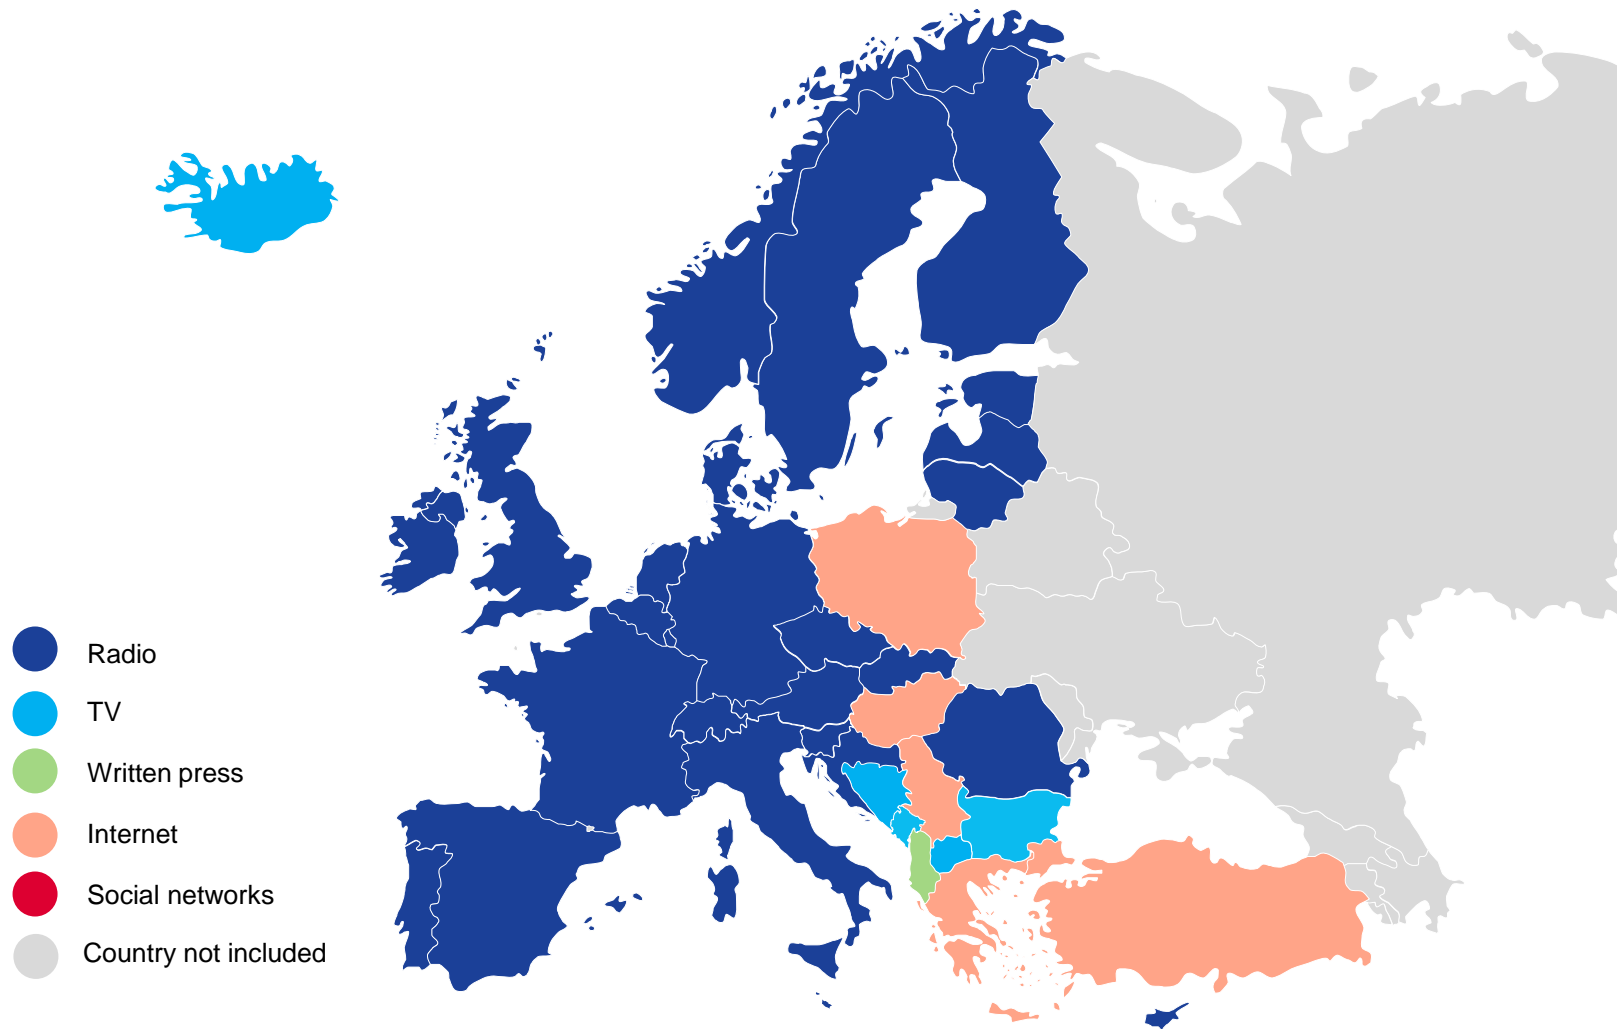 Radio
TV
Written press
Internet
Social networks
Country not included